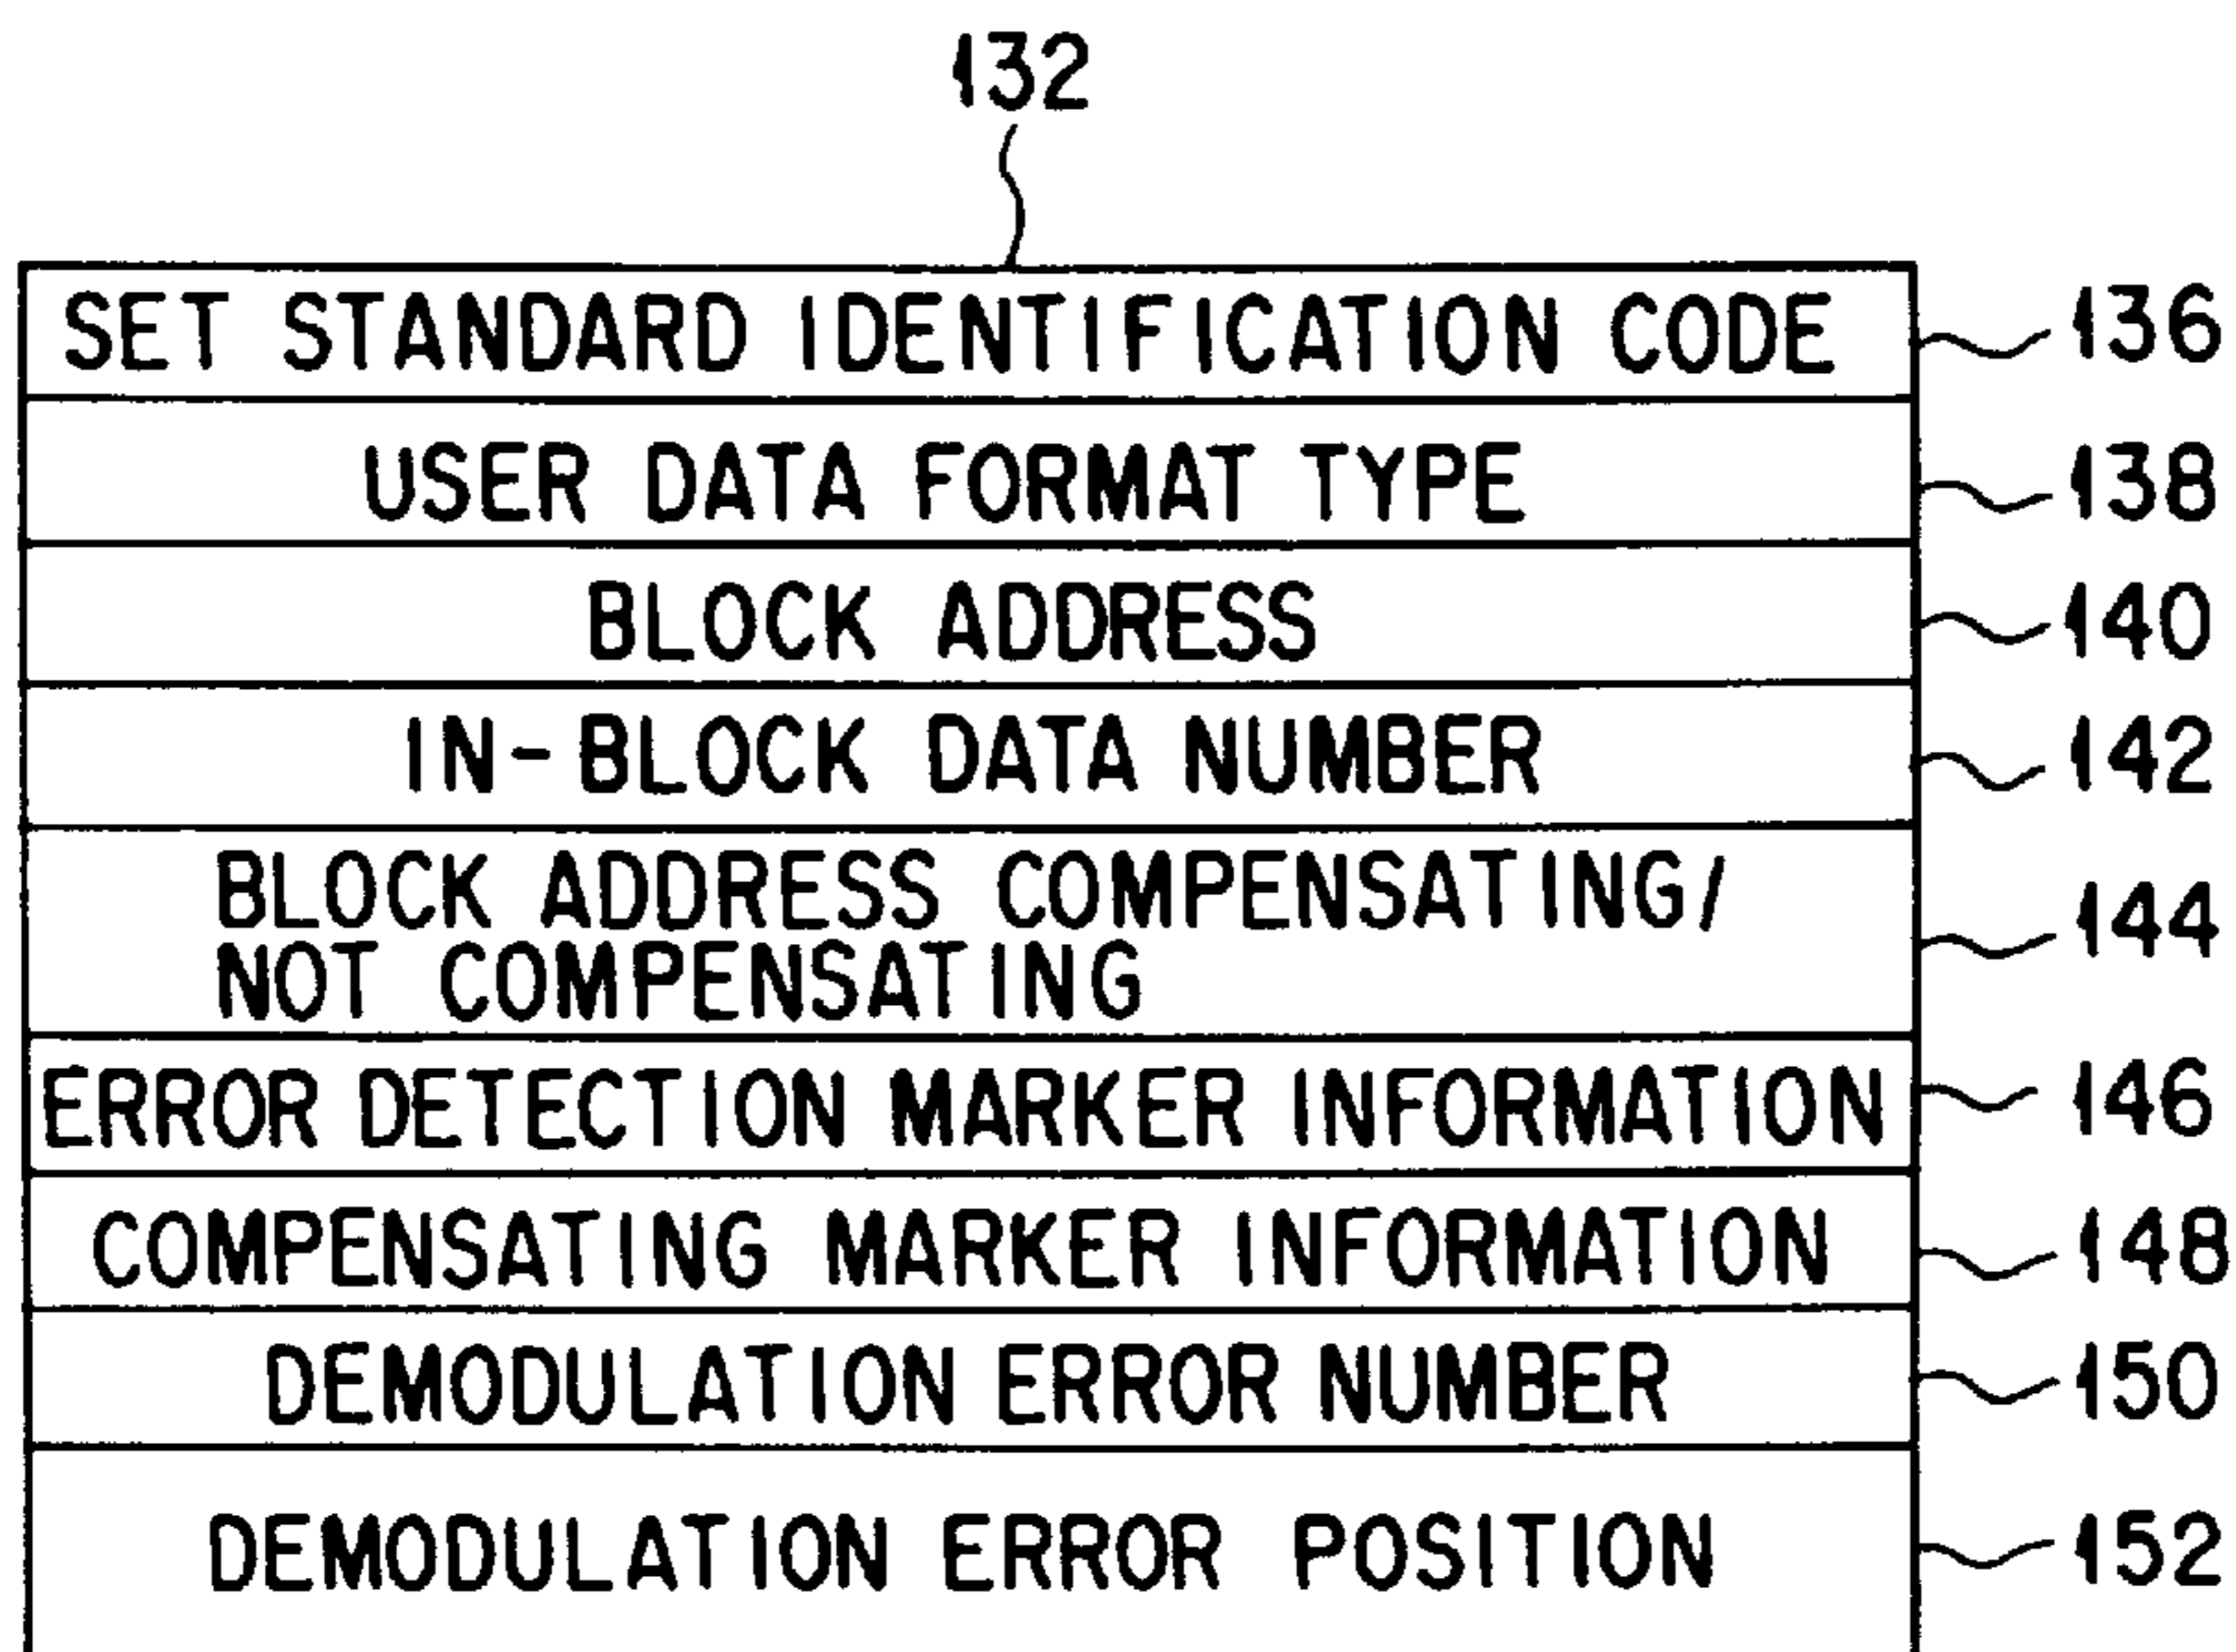 132
SET STANDARD IDENTIFICATION CODE 136
USER DATA FORMAT TYPE 138
BLOCK ADDRESS 140
IN-BLOCK DATA NUMBER 142
BLOCK ADDRESS COMPENSATING/
NOT COMPENSATING 144
ERROR DETECTION MARKER INFORMATION 146
COMPENSATING MARKER INFORMATION 148
DEMODULATION ERROR NUMBER 150
DEMODULATION ERROR POSITION 152